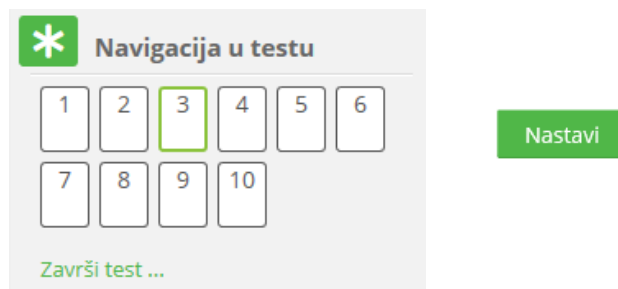 Navigacija u testu
1 2 3 4 5 6
Nastavi
7 8 9 10
Završi test ...